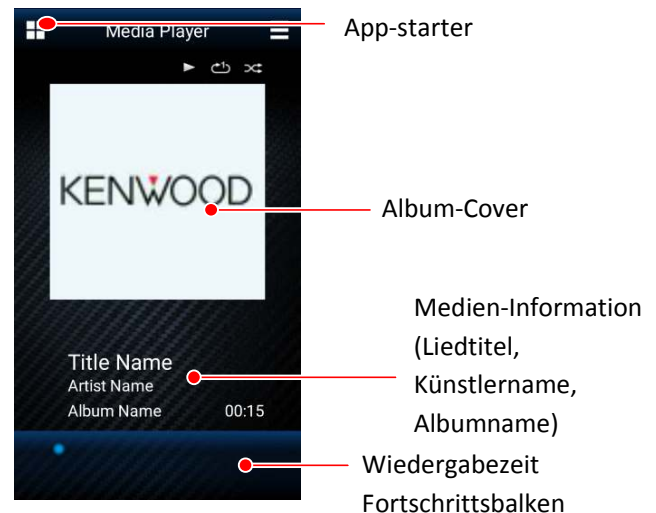 Media Player
App-starter
KENWOOD
Album-Cover
Title Name
Artist Name
Album Name 00:15
Medien-Information
(Liedtitel,
Künstlername,
Albumname)
Wiedergabezeit
Fortschrittsbalken